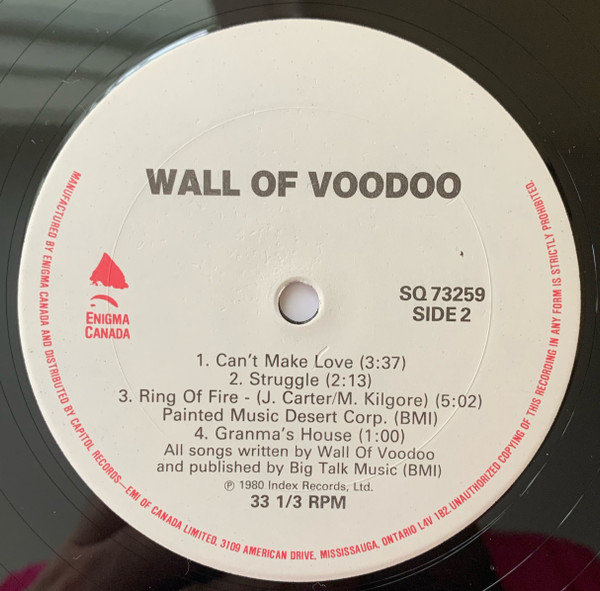 WALL OF VOODOO
ENIGMA
CANADA
SQ 73259
SIDE 2
1. Can't Make Love (3:37)
2. Struggle (2:13)
3. Ring Of Fire - (J. Carter/M. Kilgore) (5:02)
Painted Music Desert Corp. (BMI)
4. Granma's House (1:00)
All songs written by Wall Of Voodoo
and published by Big Talk Music (BMI)
℗ 1980 Index Records, Ltd.
33 1/3 RPM
MANUFACTURED BY ENIGMA CANADA AND DISTRIBUTED BY CAPITOL RECORDS—EMI OF CANADA LIMITED, 3109 AMERICAN DRIVE, MISSISSAUGA, ONTARIO L4V 1B2. UNAUTHORIZED COPYING OF THIS RECORDING IN ANY FORM IS STRICTLY PROHIBITED.